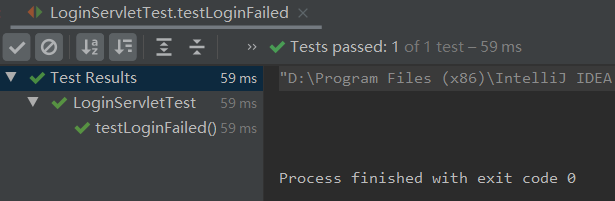 LoginServletTest.testLoginFailed
Tests passed: 1 of 1 test – 59 ms
Test Results 59 ms
"D:\Program Files (x86)\IntelliJ IDEA
LoginServletTest 59 ms
testLoginFailed() 59 ms
Process finished with exit code 0